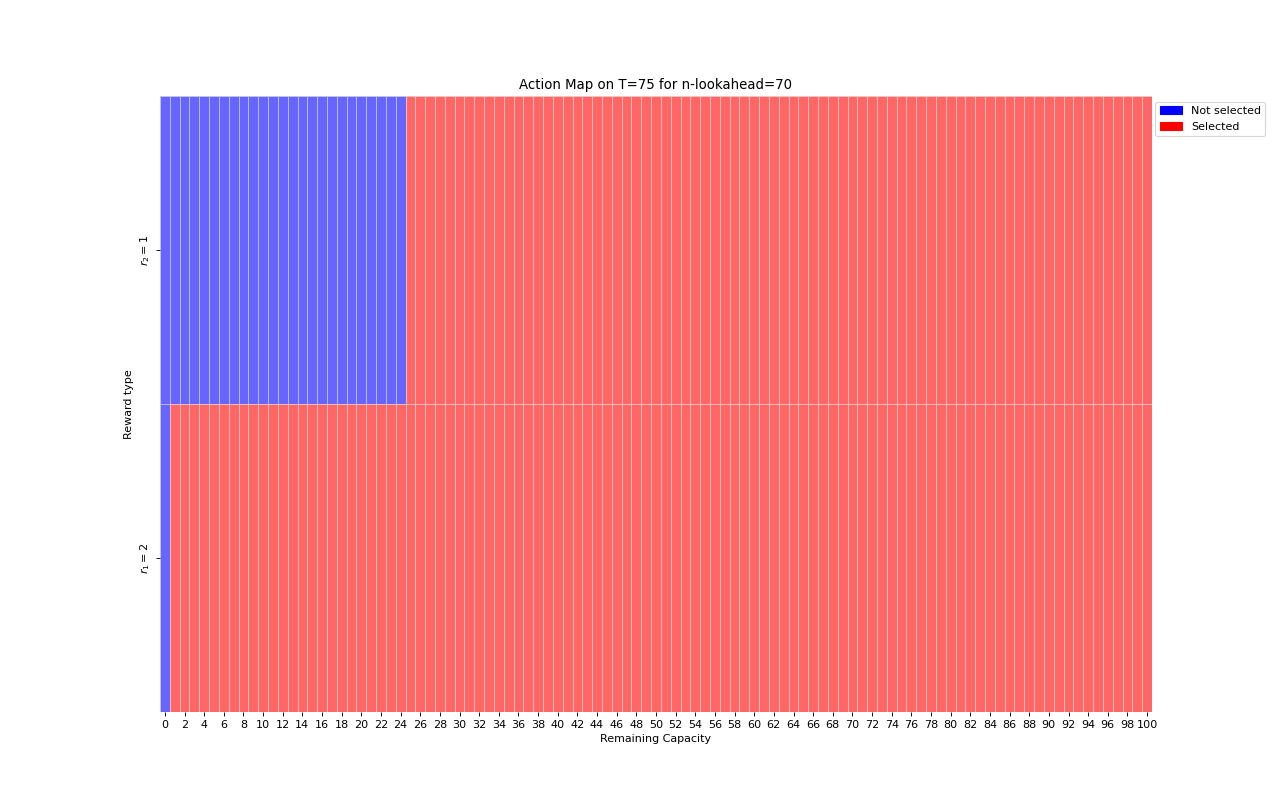 Action Map on T=75 for n-lookahead=70
Not selected
Selected
r₂ = 1
Reward type
r₁ = 2
0 2 4 6 8 10 12 14 16 18 20 22 24 26 28 30 32 34 36 38 40 42 44 46 48 50 52 54 56 58 60 62 64 66 68 70 72 74 76 78 80 82 84 86 88 90 92 94 96 98 100
Remaining Capacity